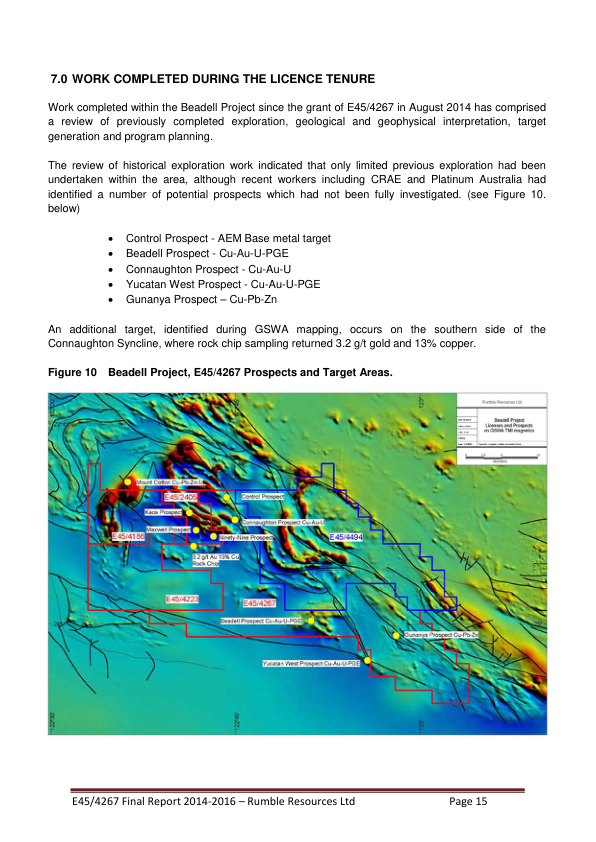 7.0 WORK COMPLETED DURING THE LICENCE TENURE
Work completed within the Beadell Project since the grant of E45/4267 in August 2014 has comprised
a review of previously completed exploration, geological and geophysical interpretation, target
generation and program planning.
The review of historical exploration work indicated that only limited previous exploration had been
undertaken within the area, although recent workers including CRAE and Platinum Australia had
identified a number of potential prospects which had not been fully investigated. (see Figure 10.
below)
• Control Prospect - AEM Base metal target
• Beadell Prospect - Cu-Au-U-PGE
• Connaughton Prospect - Cu-Au-U
• Yucatan West Prospect - Cu-Au-U-PGE
• Gunanya Prospect – Cu-Pb-Zn
An additional target, identified during GSWA mapping, occurs on the southern side of the
Connaughton Syncline, where rock chip sampling returned 3.2 g/t gold and 13% copper.
Figure 10 Beadell Project, E45/4267 Prospects and Target Areas.
Rumble Resources Ltd
Beadell Project
Licences and Prospects
on GSWA TMI magnetics
Mount Cotton Cu-Pb-Zn-U
E45/2405
Control Prospect
Kaos Prospect
Connaughton Prospect Cu-Au-U
Maxwell Prospect
E45/4186
Ninety-Nine Prospect
E45/4494
3.2 g/t Au 13% Cu
Rock Chip
E45/4223
E45/4267
Beadell Prospect Cu-Au-U-PGE
Gunanya Prospect Cu-Pb-Zn
Yucatan West Prospect Cu-Au-U-PGE
122°30'
122°45'
123°
E45/4267 Final Report 2014-2016 – Rumble Resources Ltd Page 15